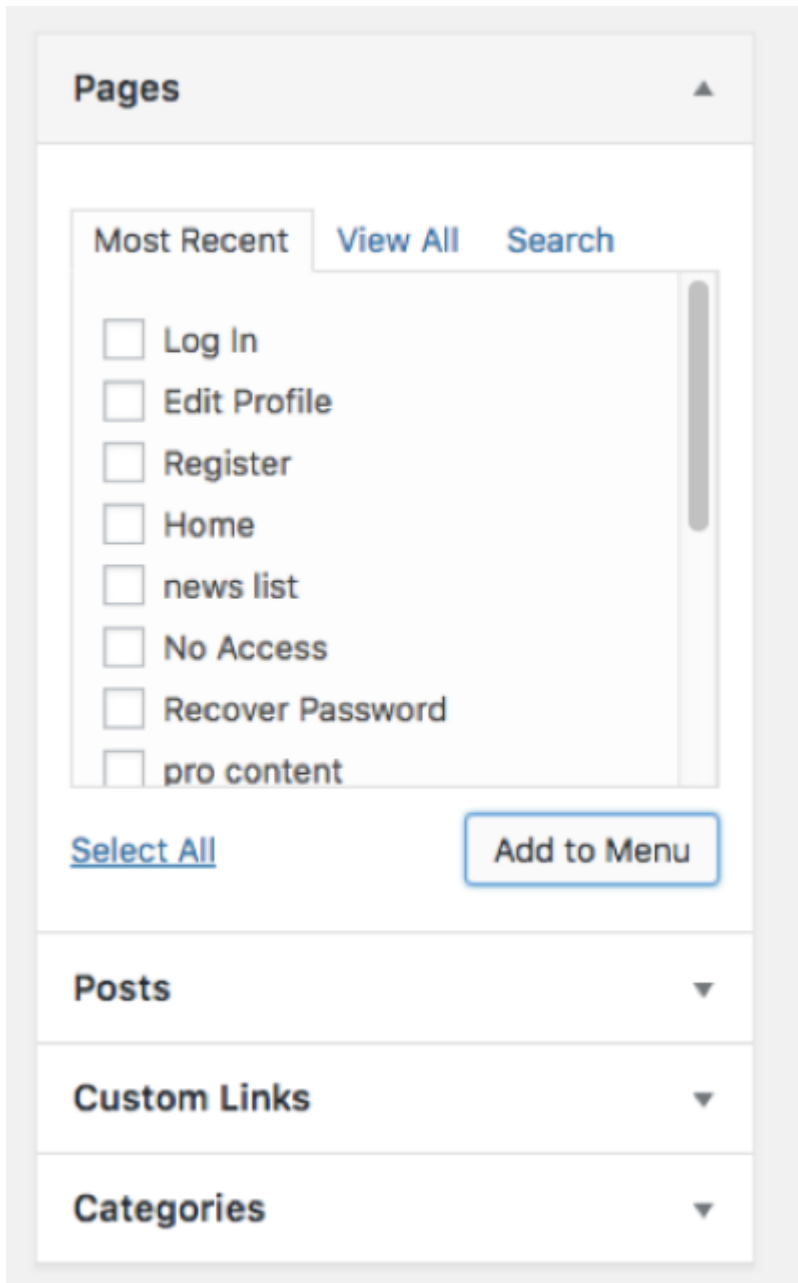 Pages
Most Recent View All Search
Log In
Edit Profile
Register
Home
news list
No Access
Recover Password
pro content
Select All Add to Menu
Posts
Custom Links
Categories